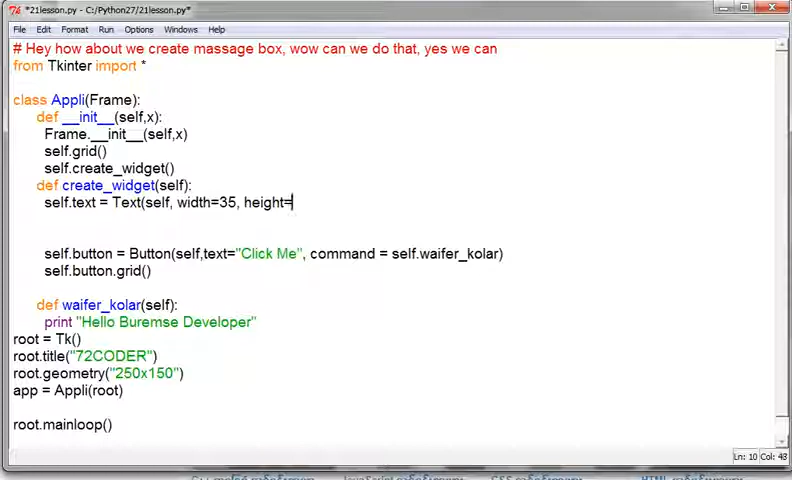 *21lesson.py - C:/Python27/21lesson.py*
File Edit Format Run Options Windows Help
# Hey how about we create massage box, wow can we do that, yes we can
from Tkinter import *
class Appli(Frame):
def __init__(self,x):
Frame.__init__(self,x)
self.grid()
self.create_widget()
def create_widget(self):
self.text = Text(self, width=35, height=
self.button = Button(self,text="Click Me", command = self.waifer_kolar)
self.button.grid()
def waifer_kolar(self):
print "Hello Buremse Developer"
root = Tk()
root.title("72CODER")
root.geometry("250x150")
app = Appli(root)
root.mainloop()
Ln: 10 Col: 43